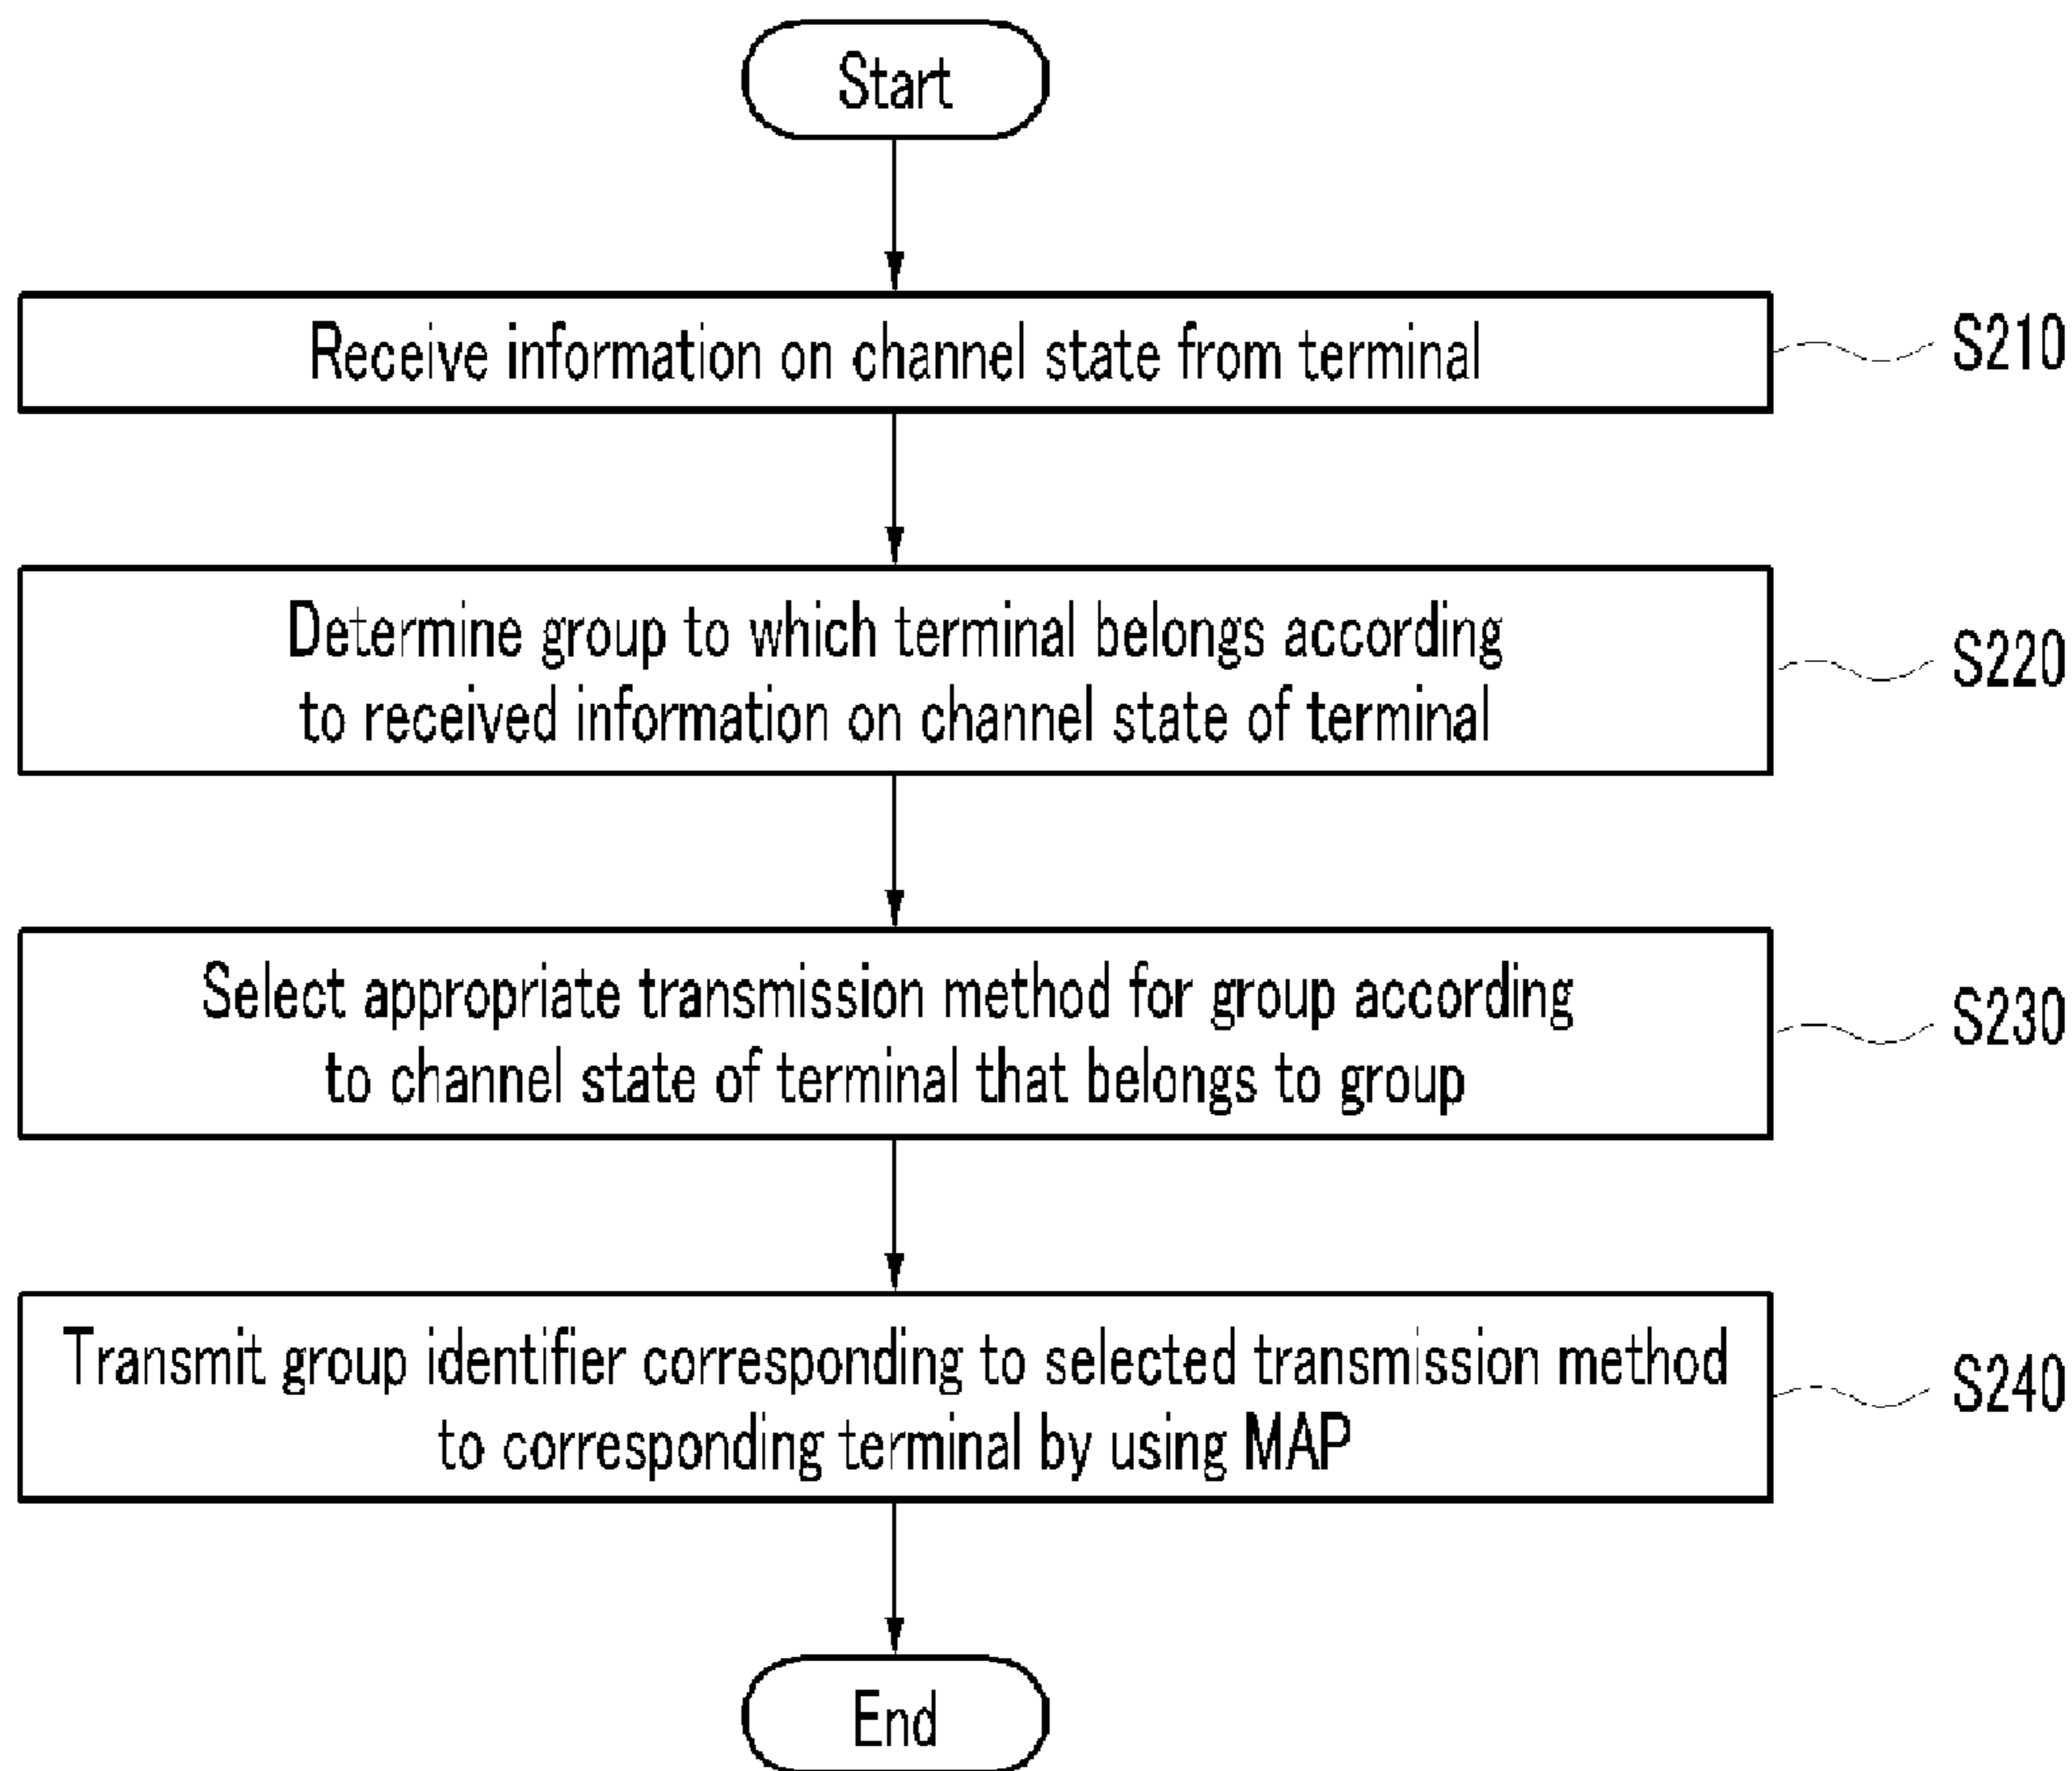 Start
Receive information on channel state from terminal
S210
Determine group to which terminal belongs according
to received information on channel state of terminal
S220
Select appropriate transmission method for group according
to channel state of terminal that belongs to group
S230
Transmit group identifier corresponding to selected transmission method
to corresponding terminal by using MAP
S240
End